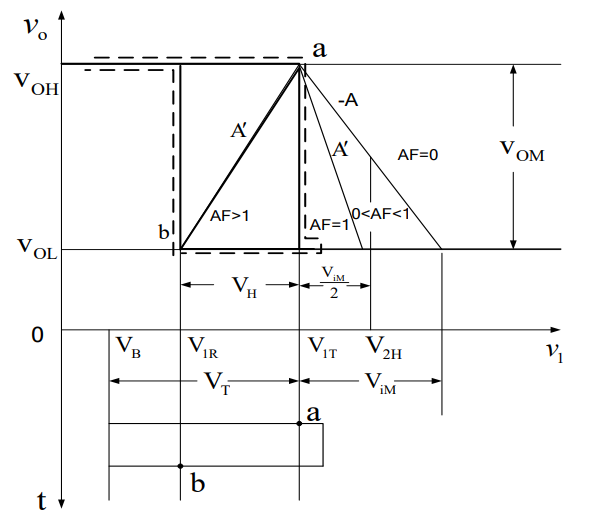 vo
a
VOH
-A
A′
A′
AF=0
VOM
AF>1
AF=1
0<AF<1
b
VOL
VH
ViM
2
0
VB
V1R
V1T
V2H
v1
VT
ViM
a
b
t